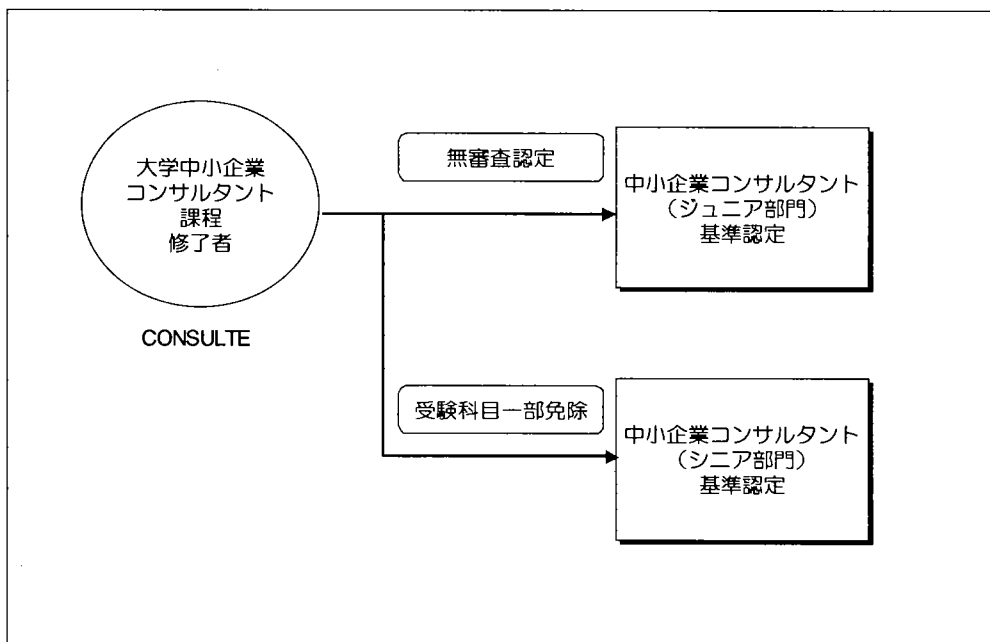 大学中小企業
コンサルタント
課程
修了者
CONSULTE
無審査認定
中小企業コンサルタント
（ジュニア部門）
基準認定
受験科目一部免除
中小企業コンサルタント
（シニア部門）
基準認定